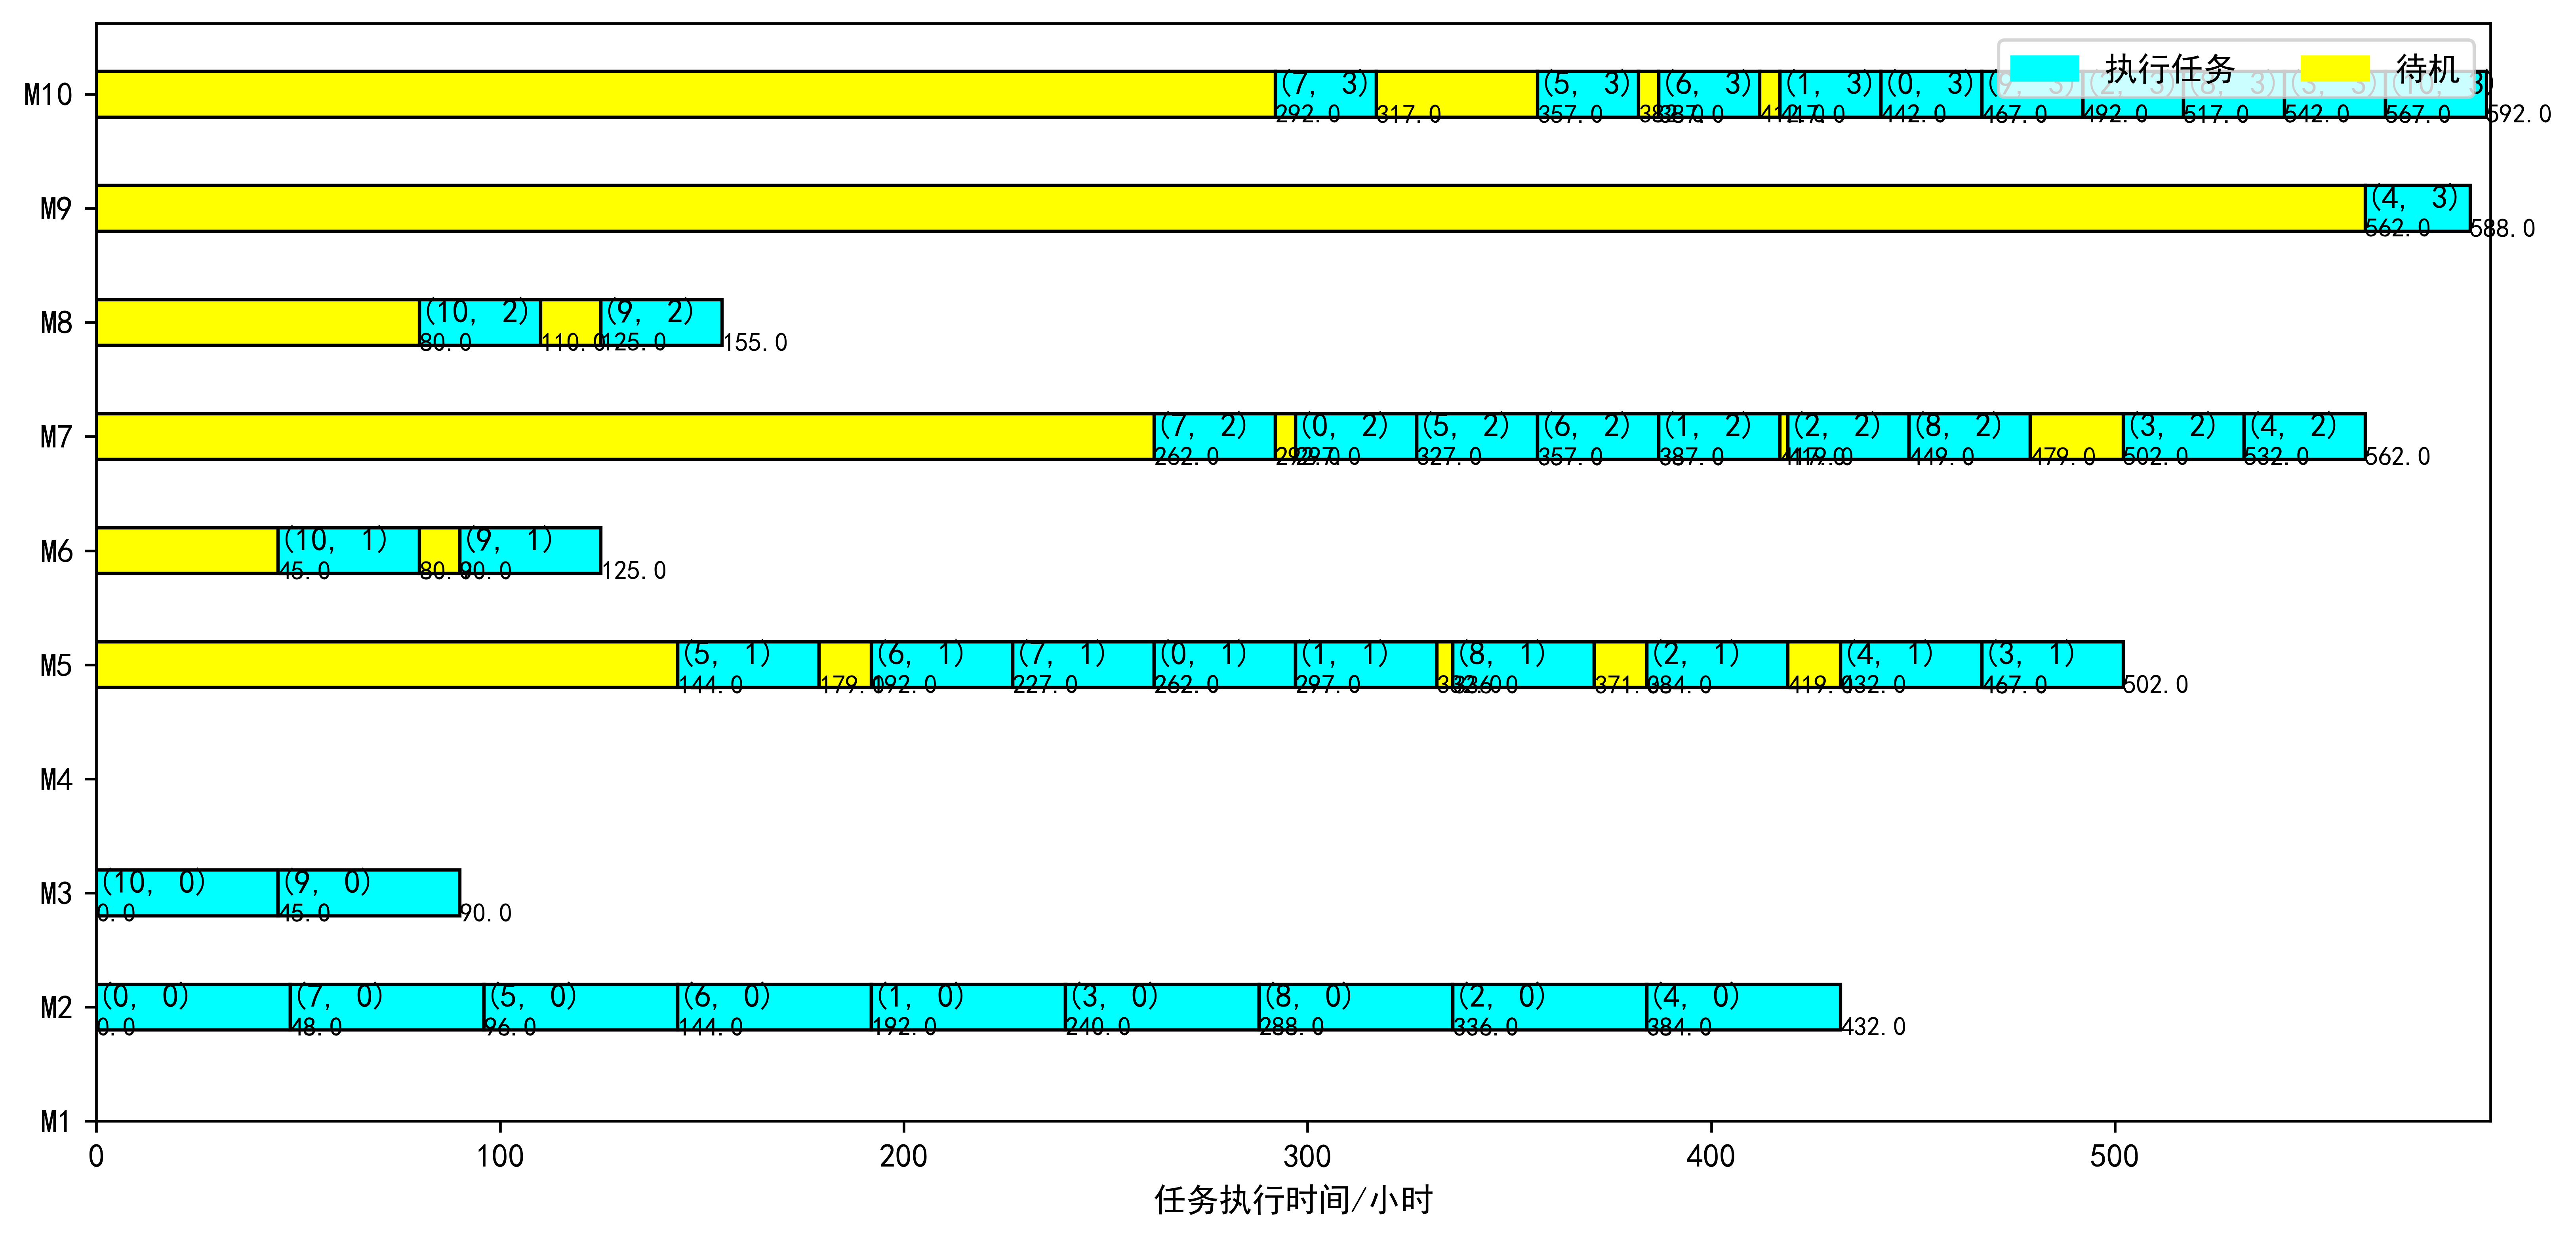 执行任务 待机
M10 (7, 3) (5, 3) (6, 3) (1, 3) (0, 3) (9, 3) (2, 3) (8, 3) (3, 3) (10, 3)
292.0 317.0 357.0 382.0 387.0 412.0 417.0 442.0 467.0 492.0 517.0 542.0 567.0 592.0
M9 (4, 3)
562.0 588.0
M8 (10, 2) (9, 2)
80.0 110.0 125.0 155.0
M7 (7, 2) (0, 2) (5, 2) (6, 2) (1, 2) (2, 2) (8, 2) (3, 2) (4, 2)
262.0 292.0 297.0 327.0 357.0 387.0 417.0 419.0 449.0 479.0 502.0 532.0 562.0
M6 (10, 1) (9, 1)
45.0 80.0 90.0 125.0
M5 (5, 1) (6, 1) (7, 1) (0, 1) (1, 1) (8, 1) (2, 1) (4, 1) (3, 1)
144.0 179.0 192.0 227.0 262.0 297.0 332.0 336.0 371.0 384.0 419.0 432.0 467.0 502.0
M4
M3 (10, 0) (9, 0)
0.0 45.0 90.0
M2 (0, 0) (7, 0) (5, 0) (6, 0) (1, 0) (3, 0) (8, 0) (2, 0) (4, 0)
0.0 48.0 96.0 144.0 192.0 240.0 288.0 336.0 384.0 432.0
M1
0 100 200 300 400 500
任务执行时间/小时